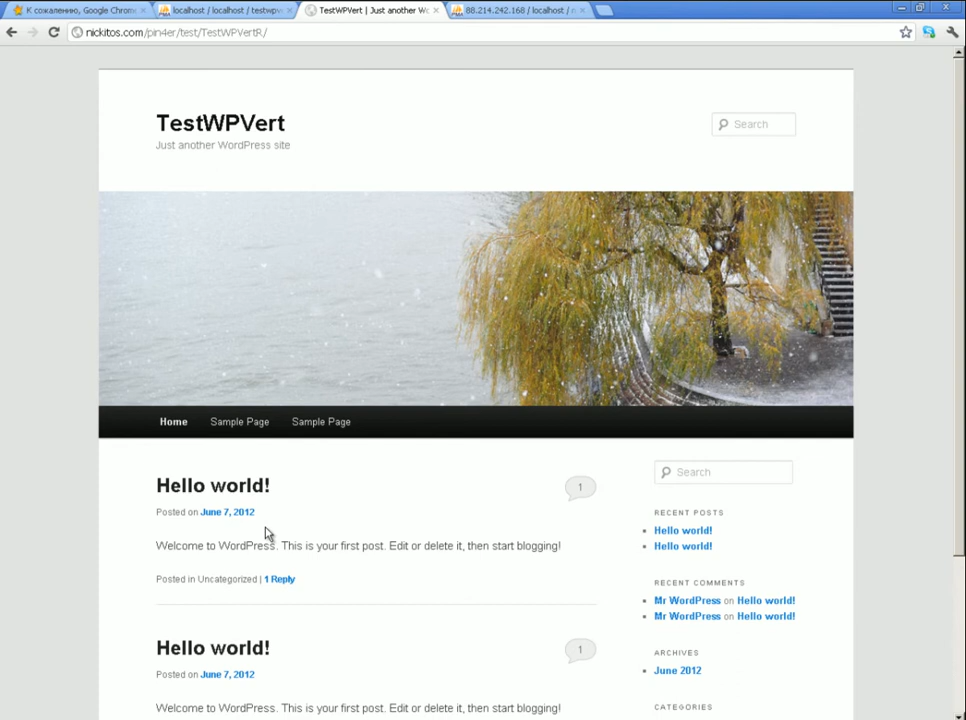 К сожалению, Google Chrom
localhost / localhost / testwpv
TestWPVert | Just another Wo
88.214.242.168 / localhost / n
nickitos.com/pin4er/test/TestWPVertR/
TestWPVert
Just another WordPress site
Search
Home Sample Page Sample Page
Hello world!
1
Posted on June 7, 2012
Welcome to WordPress. This is your first post. Edit or delete it, then start blogging!
Posted in Uncategorized | 1 Reply
Hello world!
1
Posted on June 7, 2012
Welcome to WordPress. This is your first post. Edit or delete it, then start blogging!
Search
RECENT POSTS
Hello world!
Hello world!
RECENT COMMENTS
Mr WordPress on Hello world!
Mr WordPress on Hello world!
ARCHIVES
June 2012
CATEGORIES